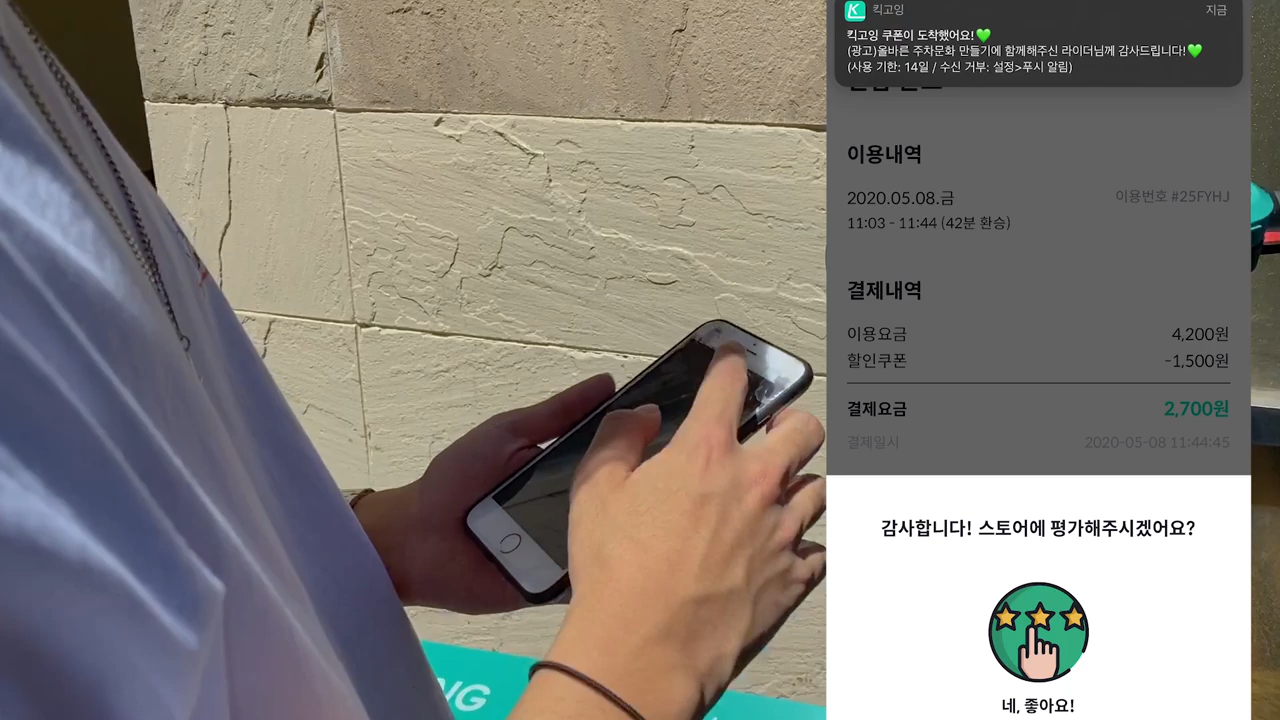 킥고잉
지금
킥고잉 쿠폰이 도착했어요!💚
(광고)올바른 주차문화 만들기에 함께해주신 라이더님께 감사드립니다!💚
(사용 기한: 14일 / 수신 거부: 설정>푸시 알림)
이용내역
2020.05.08.금
이용번호 #25FYHJ
11:03 - 11:44 (42분 환승)
결제내역
이용요금
4,200원
할인쿠폰
-1,500원
결제요금
2,700원
결제일시
2020-05-08 11:44:45
감사합니다! 스토어에 평가해주시겠어요?
네, 좋아요!
NG